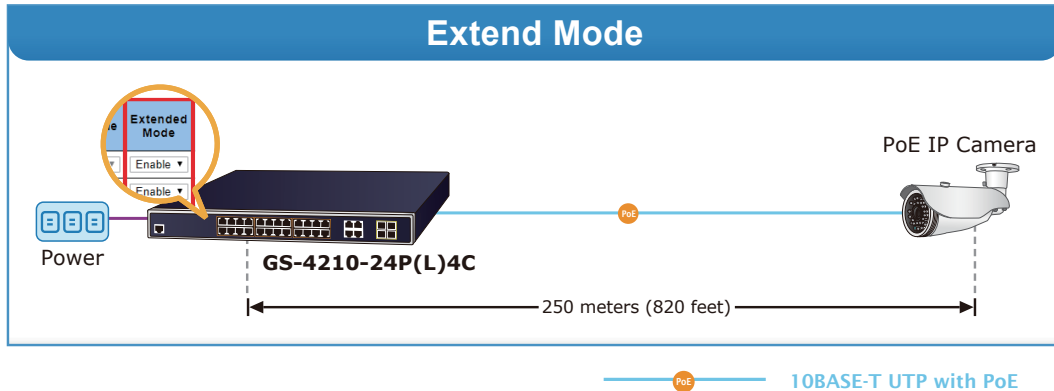 Extend Mode
Extended
Mode
Enable
Enable
PoE IP Camera
PoE
Power
GS-4210-24P(L)4C
250 meters (820 feet)
PoE
10BASE-T UTP with PoE